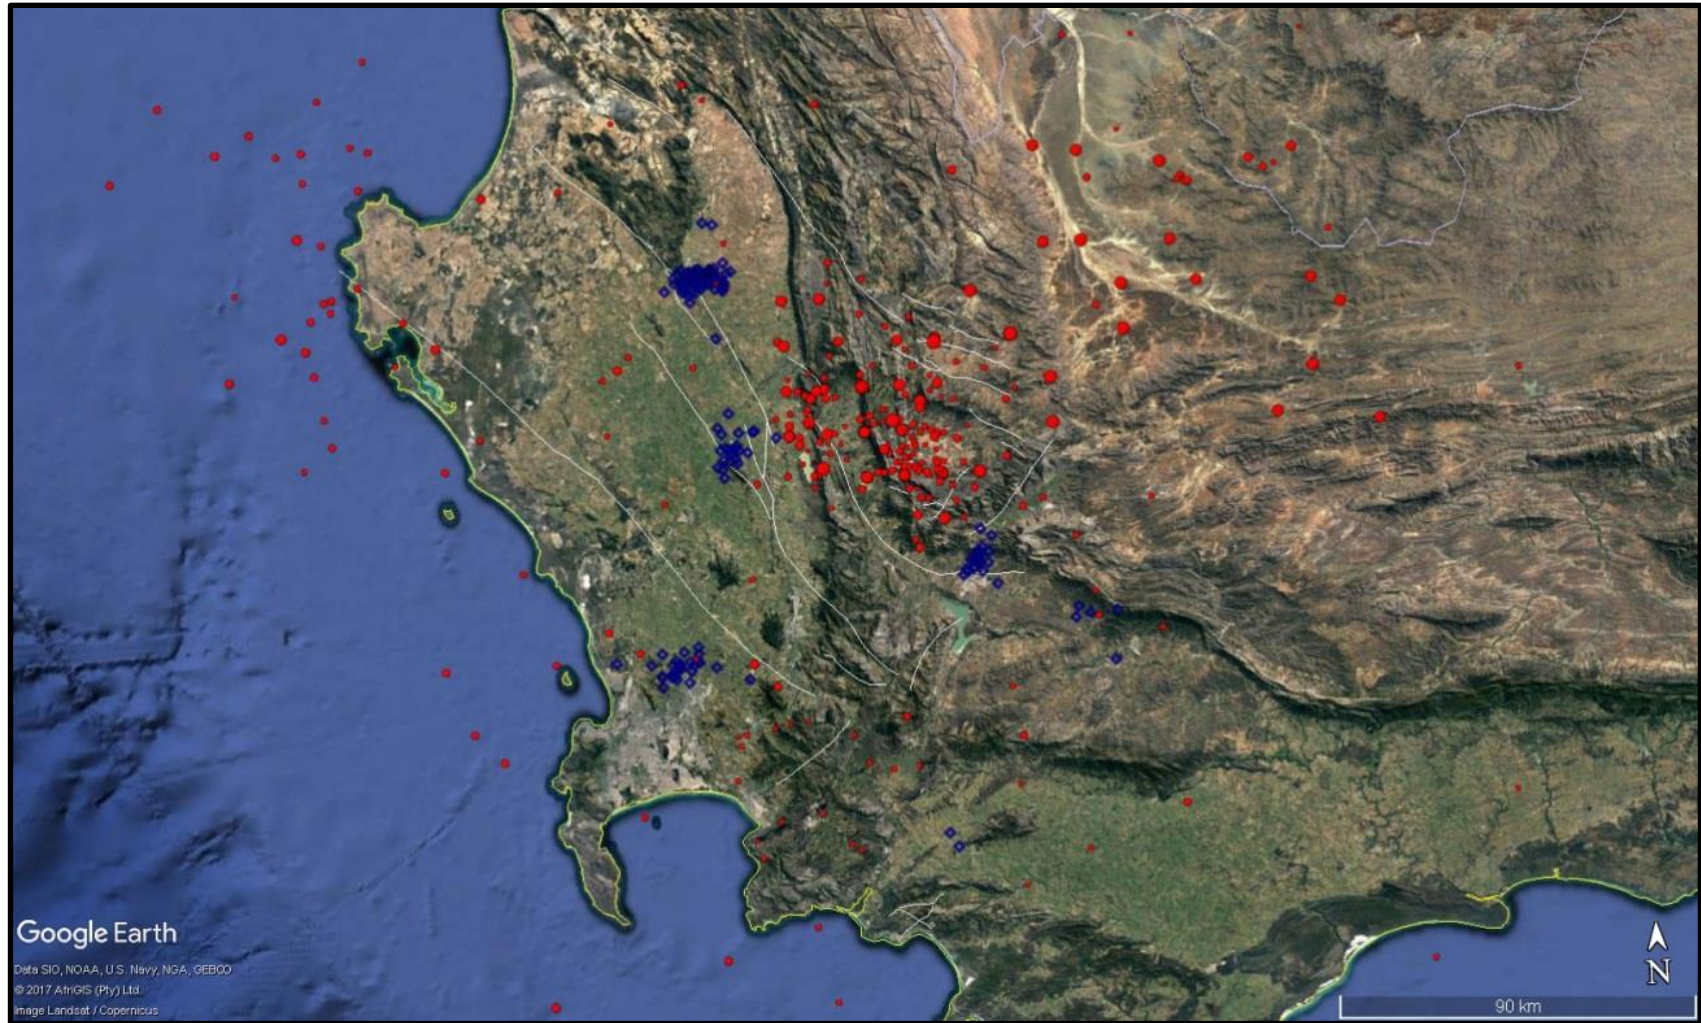 Google Earth
Data SIO, NOAA, U.S. Navy, NGA, GEBCO
© 2017 AfriGIS (Pty) Ltd.
Image Landsat / Copernicus
N
90 km